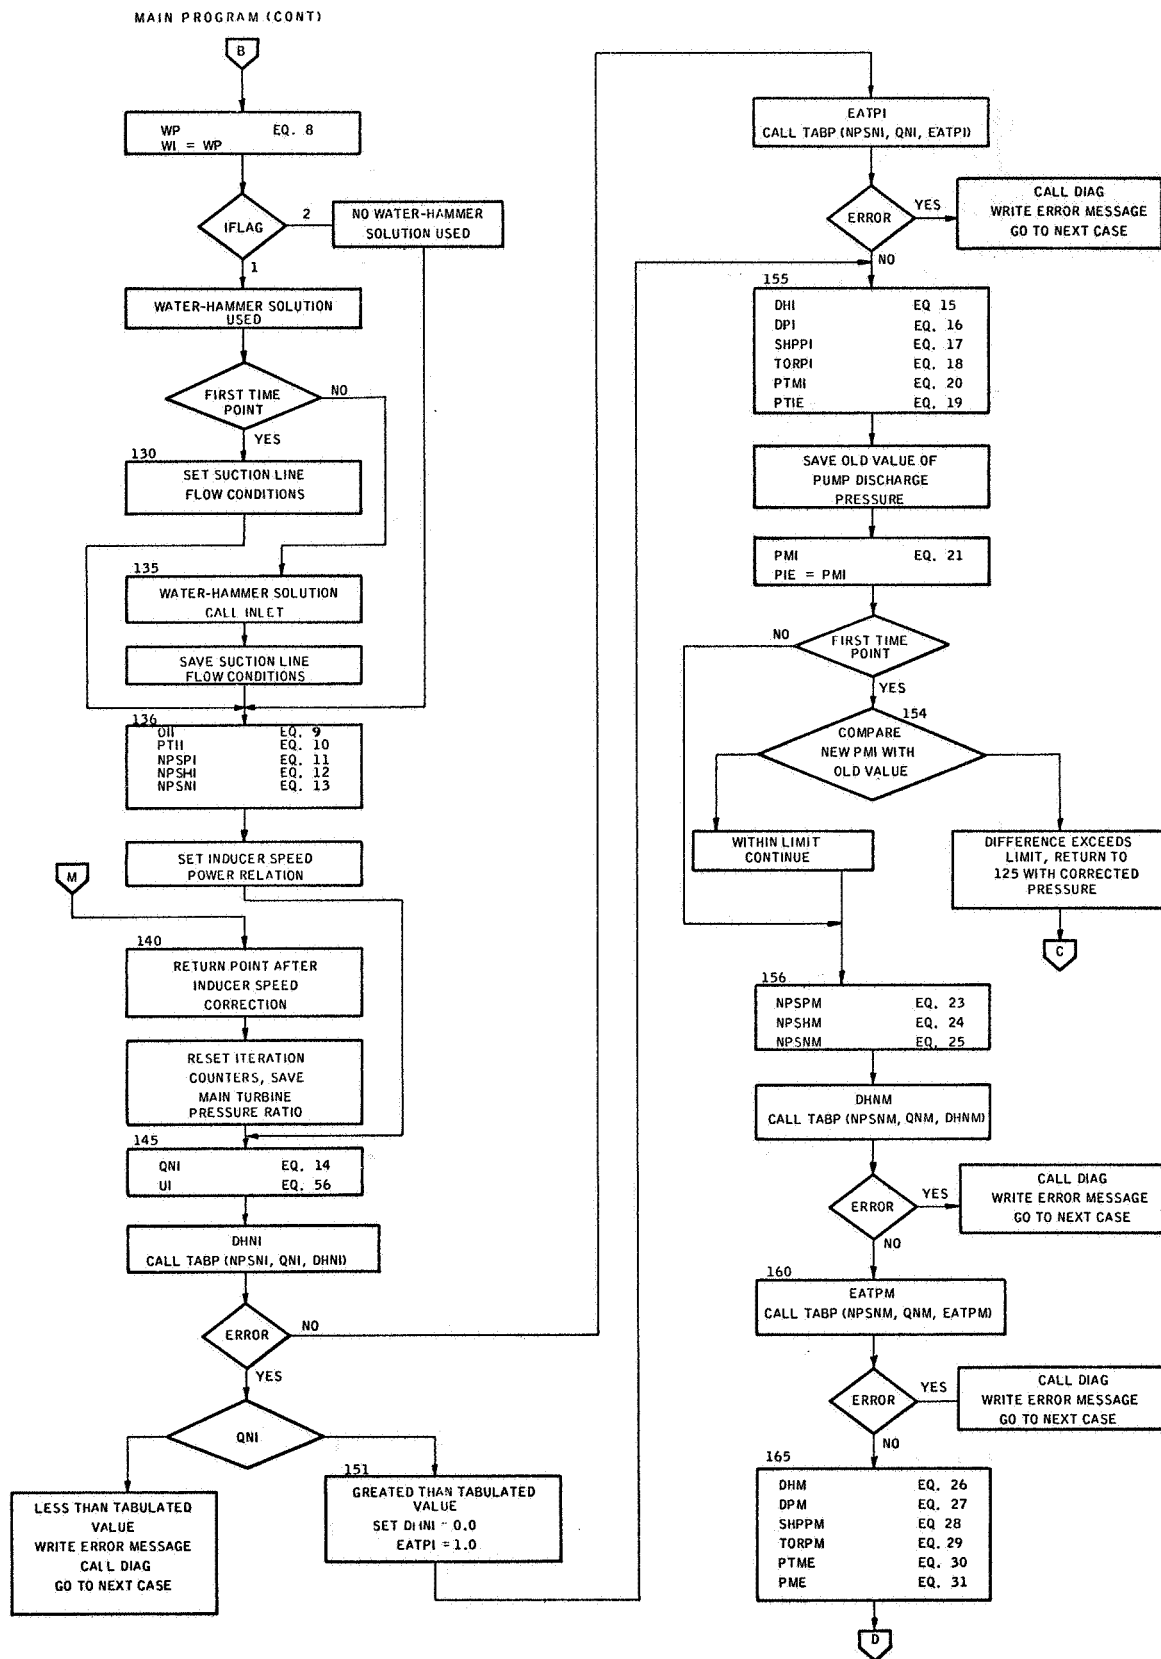 MAIN PROGRAM (CONT)
B
WP EQ. 8
WI = WP
IFLAG
2
NO WATER-HAMMER
SOLUTION USED
1
WATER-HAMMER SOLUTION
USED
FIRST TIME
POINT
NO
YES
130
SET SUCTION LINE
FLOW CONDITIONS
135
WATER-HAMMER SOLUTION
CALL INLET
SAVE SUCTION LINE
FLOW CONDITIONS
136
QII EQ. 9
PTII EQ. 10
NPSPI EQ. 11
NPSHI EQ. 12
NPSNI EQ. 13
SET INDUCER SPEED
POWER RELATION
M
140
RETURN POINT AFTER
INDUCER SPEED
CORRECTION
RESET ITERATION
COUNTERS, SAVE
MAIN TURBINE
PRESSURE RATIO
145
QNI EQ. 14
UI EQ. 56
DHNI
CALL TABP (NPSNI, QNI, DHNI)
ERROR
NO
YES
QNI
LESS THAN TABULATED
VALUE
WRITE ERROR MESSAGE
CALL DIAG
GO TO NEXT CASE
151
GREATED THAN TABULATED
VALUE
SET DHNI = 0.0
EATPI = 1.0
EATPI
CALL TABP (NPSNI, QNI, EATPI)
ERROR
YES
CALL DIAG
WRITE ERROR MESSAGE
GO TO NEXT CASE
NO
155
DHI EQ 15
DPI EQ. 16
SHPPI EQ. 17
TORPI EQ. 18
PTMI EQ. 20
PTIE EQ. 19
SAVE OLD VALUE OF
PUMP DISCHARGE
PRESSURE
PMI EQ. 21
PIE = PMI
NO
FIRST TIME
POINT
YES
154
COMPARE
NEW PMI WITH
OLD VALUE
WITHIN LIMIT
CONTINUE
DIFFERENCE EXCEEDS
LIMIT, RETURN TO
125 WITH CORRECTED
PRESSURE
C
156
NPSPM EQ. 23
NPSHM EQ. 24
NPSNM EQ. 25
DHNM
CALL TABP (NPSNM, QNM, DHNM)
ERROR
YES
CALL DIAG
WRITE ERROR MESSAGE
GO TO NEXT CASE
NO
160
EATPM
CALL TABP (NPSNM, QNM, EATPM)
ERROR
YES
CALL DIAG
WRITE ERROR MESSAGE
GO TO NEXT CASE
NO
165
DHM EQ. 26
DPM EQ. 27
SHPPM EQ 28
TORPM EQ. 29
PTME EQ. 30
PME EQ. 31
D